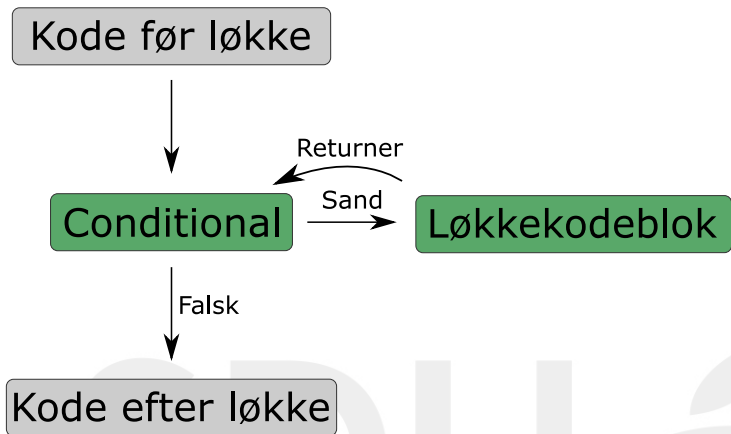 Kode før løkke
Returner
Sand
Conditional
Løkkekodeblok
Falsk
Kode efter løkke